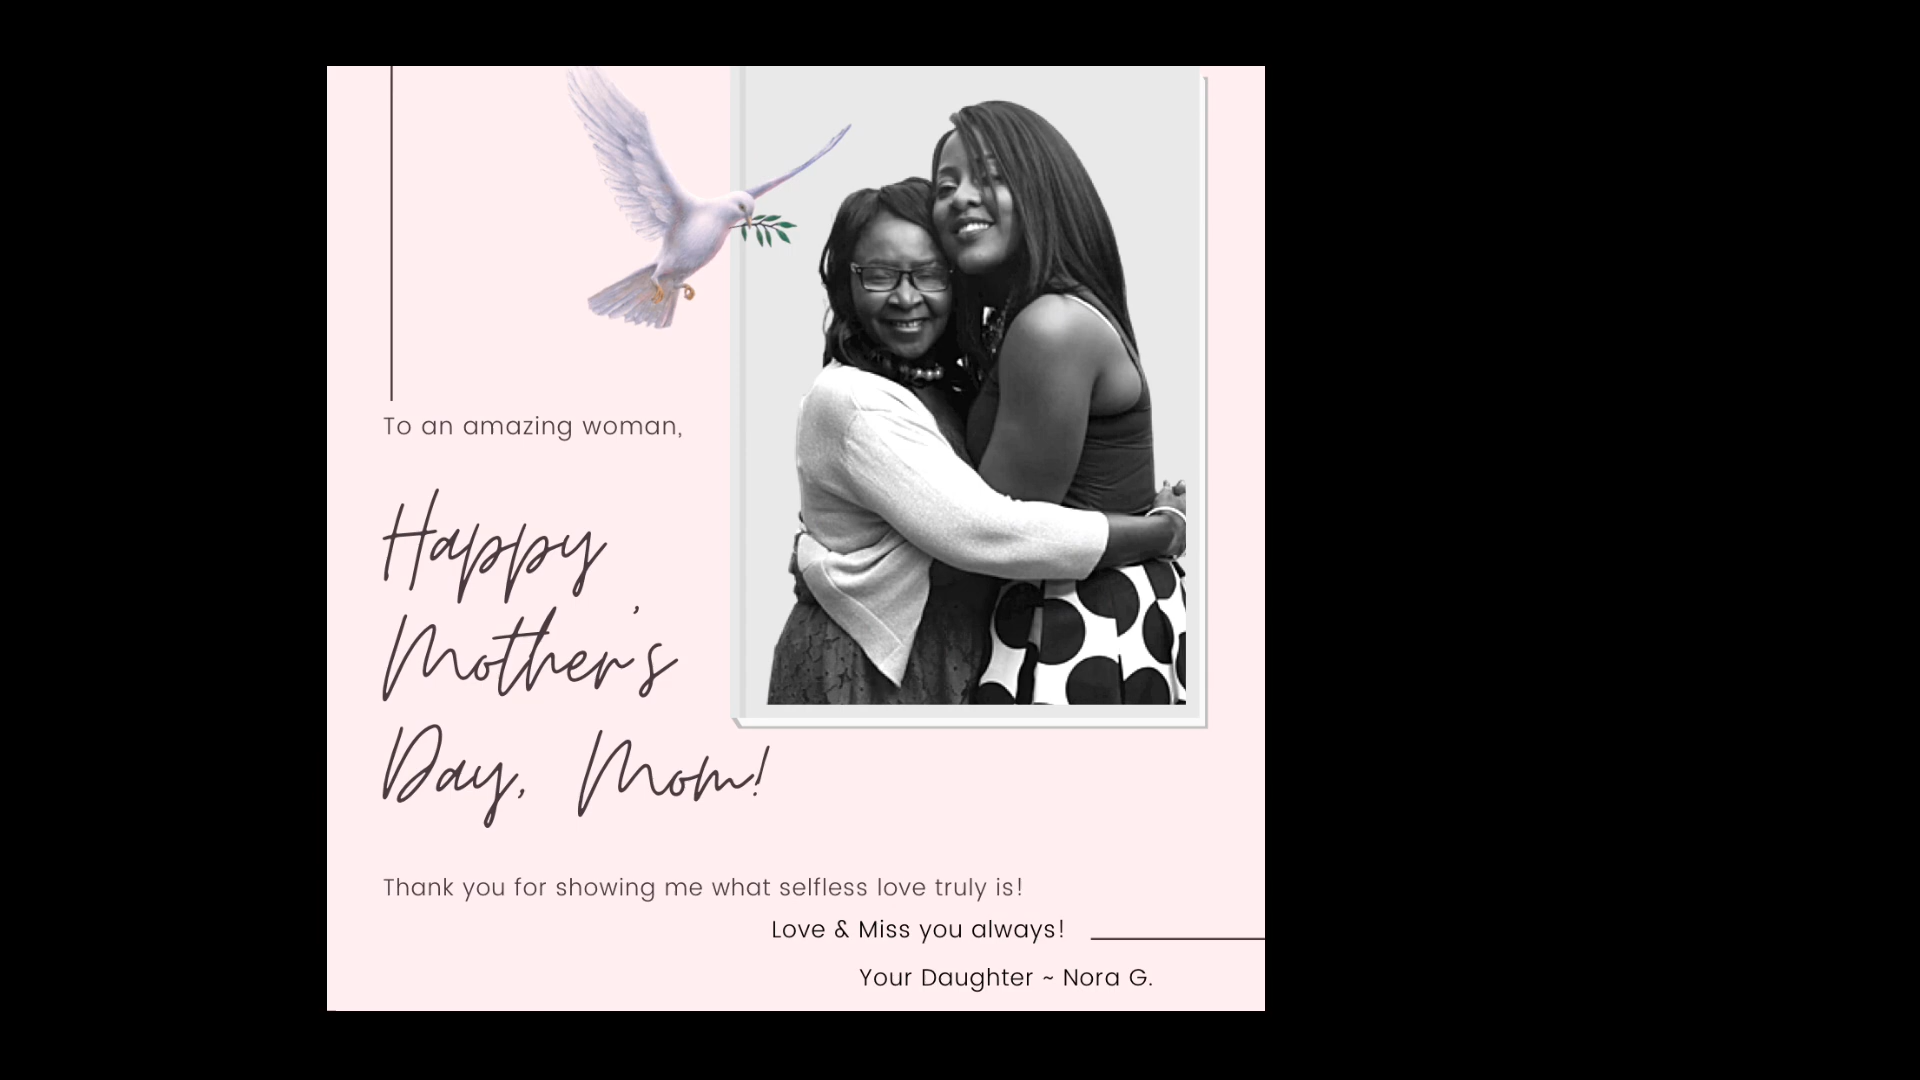 To an amazing woman,
Happy
Mother's
Day, Mom!
Thank you for showing me what selfless love truly is!
Love & Miss you always!
Your Daughter ~ Nora G.